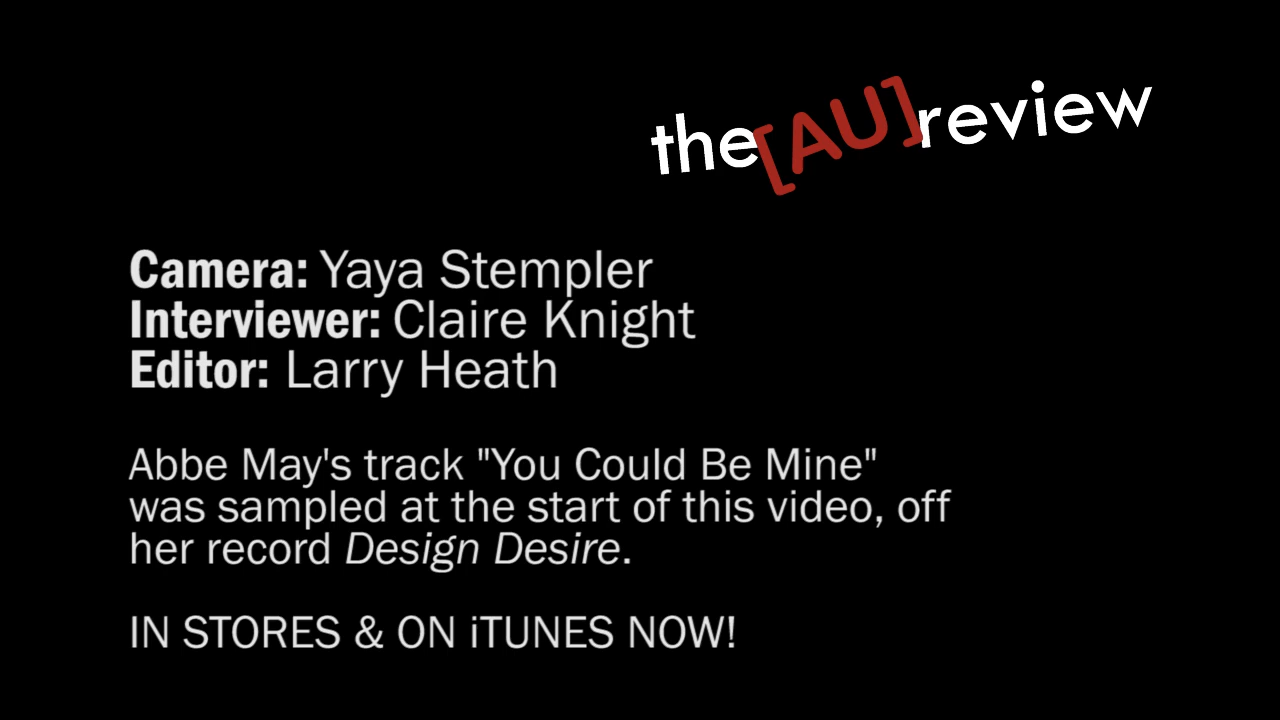 the[AU]review
Camera: Yaya Stempler
Interviewer: Claire Knight
Editor: Larry Heath
Abbe May's track "You Could Be Mine"
was sampled at the start of this video, off
her record Design Desire.
IN STORES & ON iTUNES NOW!